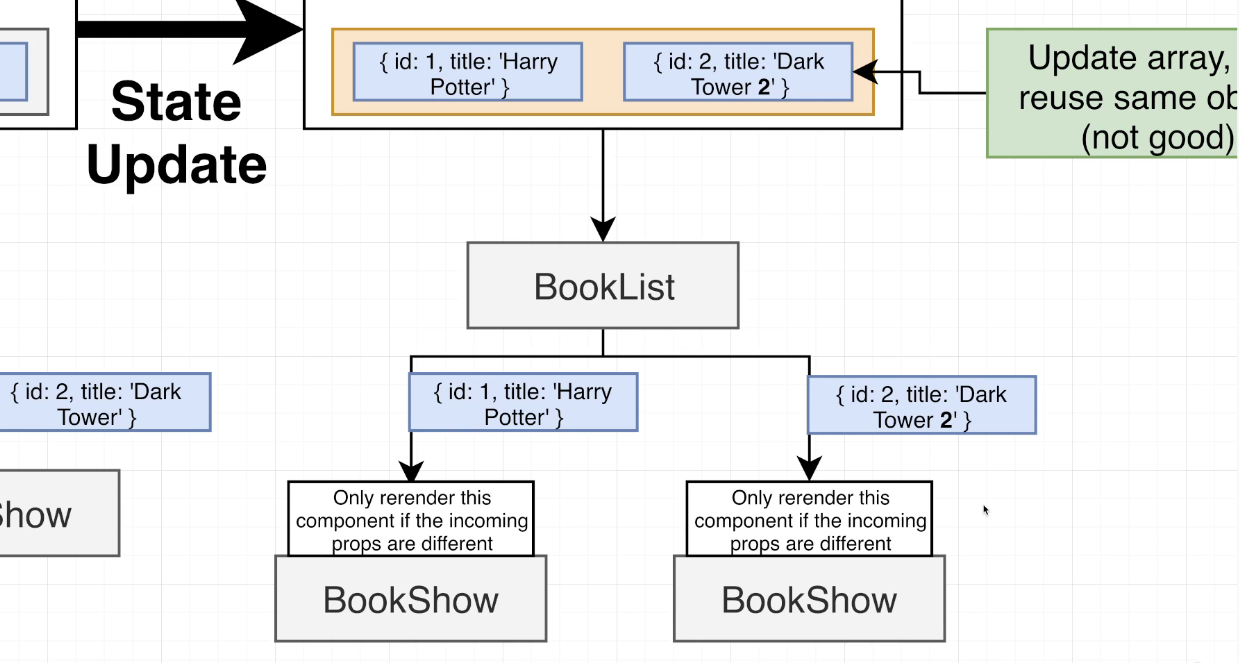 State
Update
{ id: 1, title: 'Harry
Potter' }
{ id: 2, title: 'Dark
Tower 2' }
Update array,
reuse same
(not good)
BookList
{ id: 2, title: 'Dark
Tower' }
{ id: 1, title: 'Harry
Potter' }
{ id: 2, title: 'Dark
Tower 2' }
Only rerender this
component if the incoming
props are different
BookShow
Only rerender this
component if the incoming
props are different
BookShow